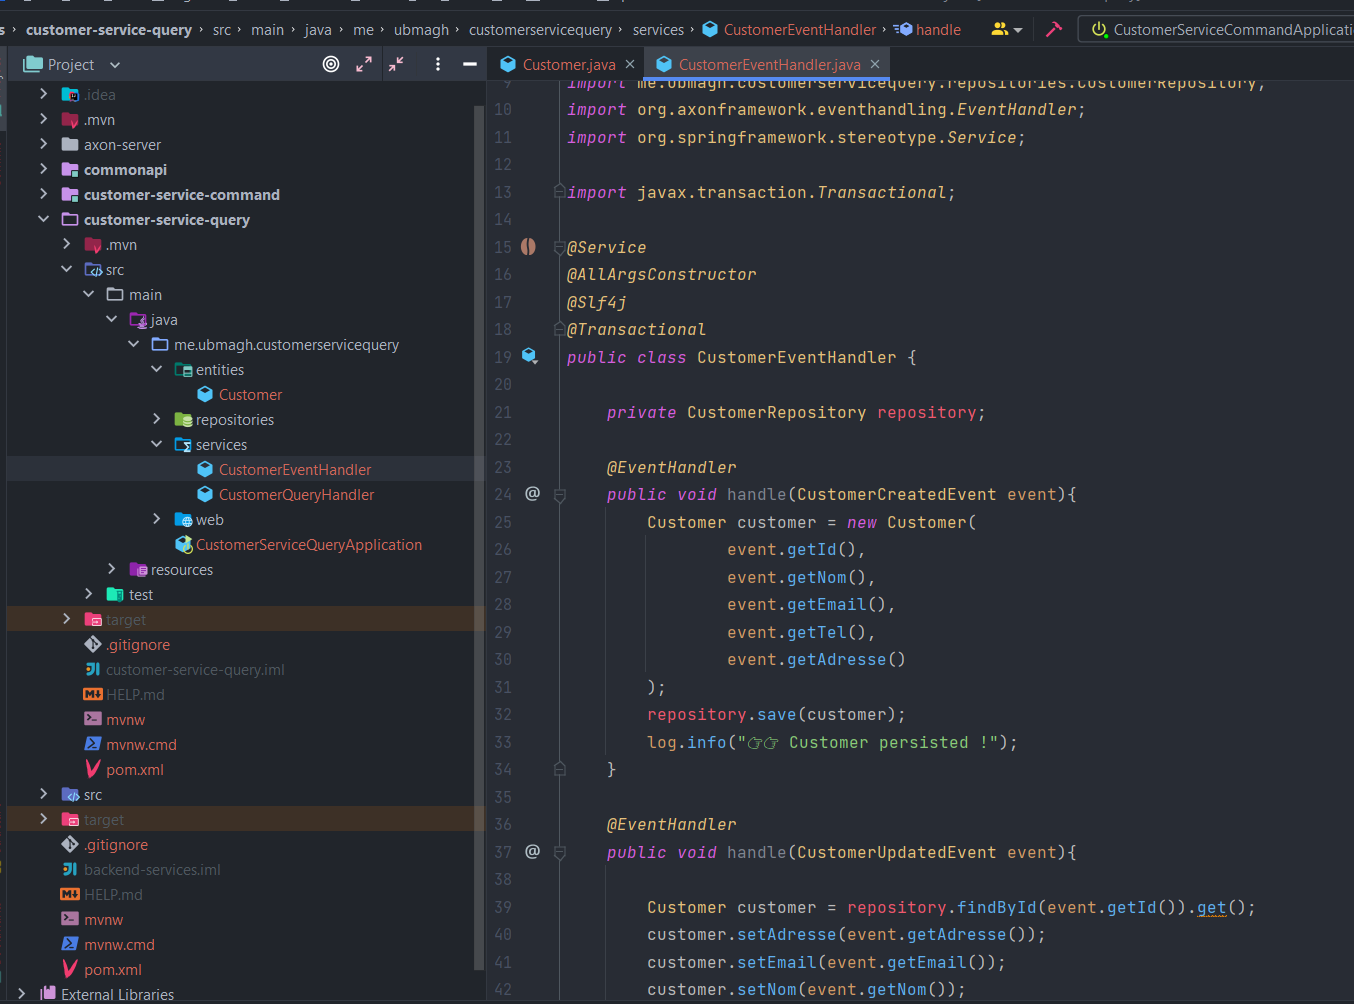 customer-service-query › src › main › java › me › ubmagh › customerservicequery › services › CustomerEventHandler › handle
CustomerServiceCommandApplicati
Project
Customer.java
CustomerEventHandler.java
.idea
.mvn
axon-server
commonapi
customer-service-command
customer-service-query
.mvn
src
main
java
me.ubmagh.customerservicequery
entities
Customer
repositories
services
CustomerEventHandler
CustomerQueryHandler
web
CustomerServiceQueryApplication
resources
test
target
.gitignore
customer-service-query.iml
HELP.md
mvnw
mvnw.cmd
pom.xml
src
target
.gitignore
backend-services.iml
HELP.md
mvnw
mvnw.cmd
pom.xml
External Libraries
9 import me.ubmagh.customerservicequery.repositories.CustomerRepository;
10 import org.axonframework.eventhandling.EventHandler;
11 import org.springframework.stereotype.Service;
12
13 import javax.transaction.Transactional;
14
15 @Service
16 @AllArgsConstructor
17 @Slf4j
18 @Transactional
19 public class CustomerEventHandler {
20
21 private CustomerRepository repository;
22
23 @EventHandler
24 public void handle(CustomerCreatedEvent event){
25 Customer customer = new Customer(
26 event.getId(),
27 event.getNom(),
28 event.getEmail(),
29 event.getTel(),
30 event.getAdresse()
31 );
32 repository.save(customer);
33 log.info("👉👉 Customer persisted !");
34 }
35
36 @EventHandler
37 public void handle(CustomerUpdatedEvent event){
38
39 Customer customer = repository.findById(event.getId()).get();
40 customer.setAdresse(event.getAdresse());
41 customer.setEmail(event.getEmail());
42 customer.setNom(event.getNom());